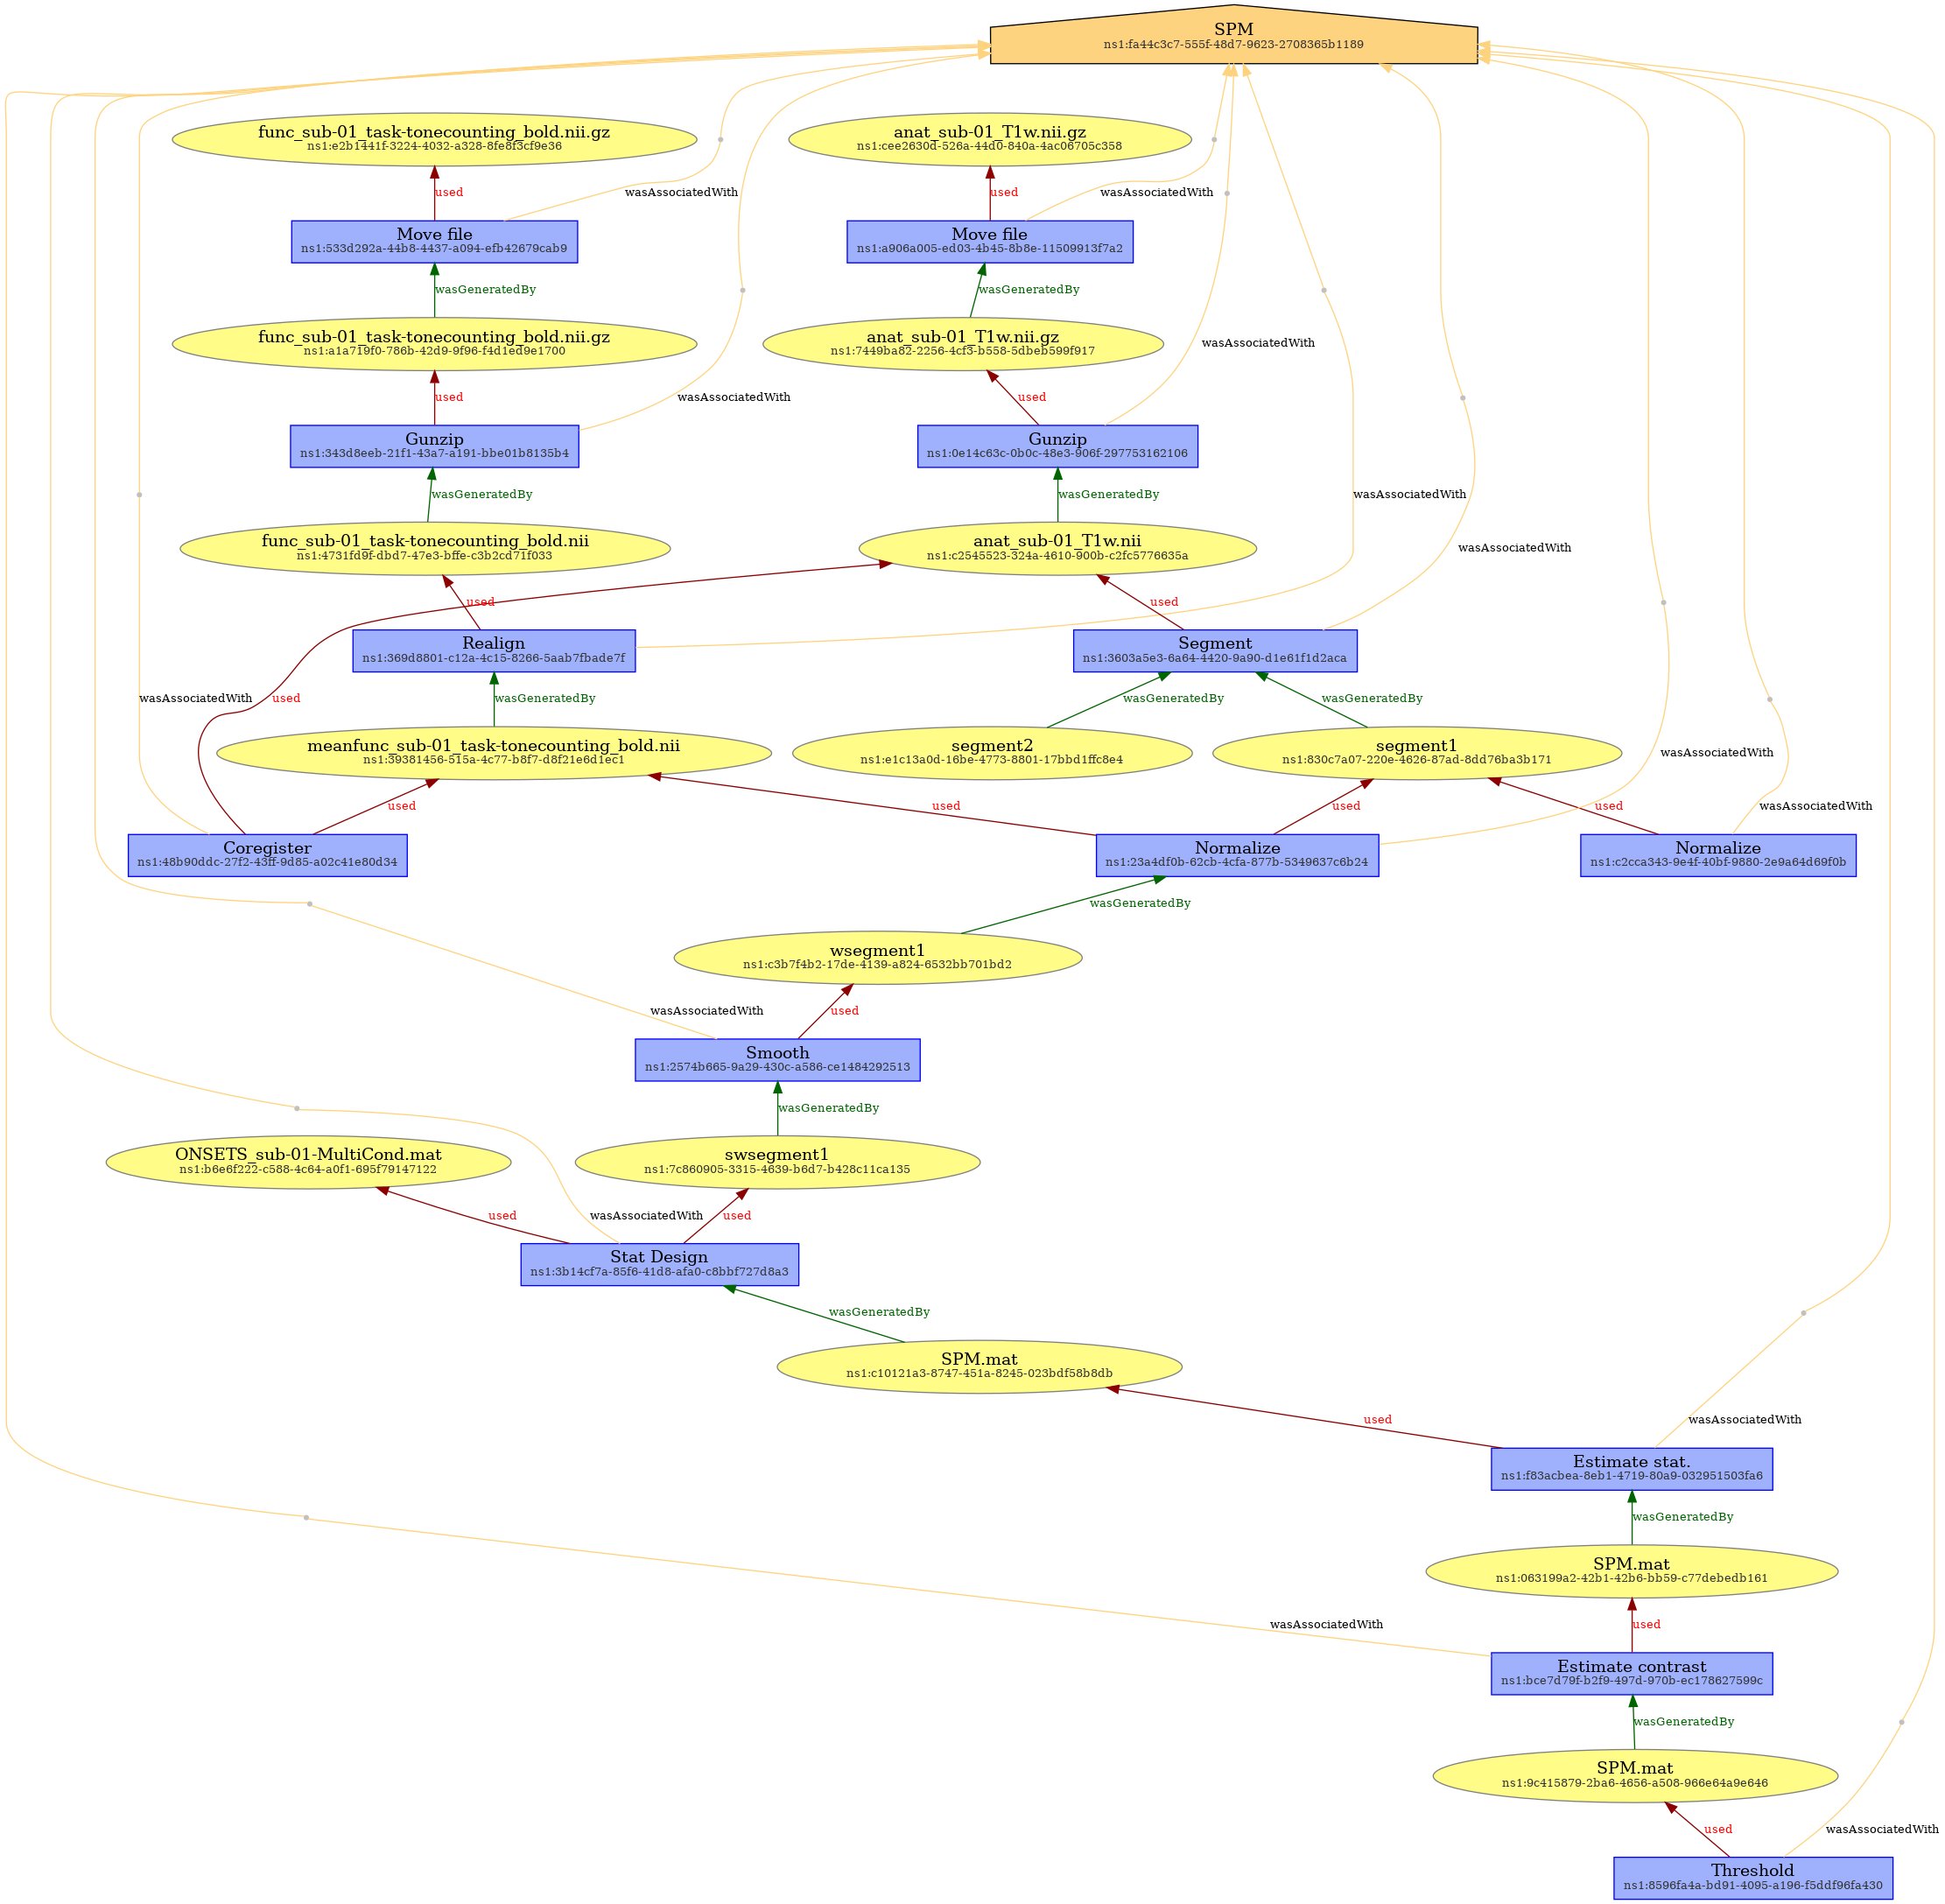 SPM
ns1:fa44c3c7-555f-48d7-9623-2708365b1189
func_sub-01_task-tonecounting_bold.nii.gz
ns1:e2b1441f-3224-4032-a328-8fe8f3cf9e36
anat_sub-01_T1w.nii.gz
ns1:cee2630d-526a-44d0-840a-4ac06705c358
used
wasAssociatedWith
used
wasAssociatedWith
Move file
ns1:533d292a-44b8-4437-a094-efb42679cab9
Move file
ns1:a906a005-ed03-4b45-8b8e-11509913f7a2
wasGeneratedBy
wasGeneratedBy
func_sub-01_task-tonecounting_bold.nii.gz
ns1:a1a719f0-786b-42d9-9f96-f4d1ed9e1700
anat_sub-01_T1w.nii.gz
ns1:7449ba82-2256-4cf3-b558-5dbeb599f917
wasAssociatedWith
used
wasAssociatedWith
used
Gunzip
ns1:343d8eeb-21f1-43a7-a191-bbe01b8135b4
Gunzip
ns1:0e14c63c-0b0c-48e3-906f-297753162106
wasGeneratedBy
wasGeneratedBy
wasAssociatedWith
func_sub-01_task-tonecounting_bold.nii
ns1:4731fd9f-dbd7-47e3-bffe-c3b2cd71f033
anat_sub-01_T1w.nii
ns1:c2545523-324a-4610-900b-c2fc5776635a
wasAssociatedWith
used
used
Realign
ns1:369d8801-c12a-4c15-8266-5aab7fbade7f
Segment
ns1:3603a5e3-6a64-4420-9a90-d1e61f1d2aca
wasAssociatedWith
used
wasGeneratedBy
wasGeneratedBy
wasGeneratedBy
meanfunc_sub-01_task-tonecounting_bold.nii
ns1:39381456-515a-4c77-b8f7-d8f21e6d1ec1
segment2
ns1:e1c13a0d-16be-4773-8801-17bbd1ffc8e4
segment1
ns1:830c7a07-220e-4626-87ad-8dd76ba3b171
wasAssociatedWith
used
used
used
used
wasAssociatedWith
Coregister
ns1:48b90ddc-27f2-43ff-9d85-a02c41e80d34
Normalize
ns1:23a4df0b-62cb-4cfa-877b-5349637c6b24
Normalize
ns1:c2cca343-9e4f-40bf-9880-2e9a64d69f0b
wasGeneratedBy
wsegment1
ns1:c3b7f4b2-17de-4139-a824-6532bb701bd2
wasAssociatedWith
used
Smooth
ns1:2574b665-9a29-430c-a586-ce1484292513
wasGeneratedBy
ONSETS_sub-01-MultiCond.mat
ns1:b6e6f222-c588-4c64-a0f1-695f79147122
swsegment1
ns1:7c860905-3315-4639-b6d7-b428c11ca135
used
wasAssociatedWith
used
Stat Design
ns1:3b14cf7a-85f6-41d8-afa0-c8bbf727d8a3
wasGeneratedBy
SPM.mat
ns1:c10121a3-8747-451a-8245-023bdf58b8db
used
wasAssociatedWith
Estimate stat.
ns1:f83acbea-8eb1-4719-80a9-032951503fa6
wasGeneratedBy
SPM.mat
ns1:063199a2-42b1-42b6-bb59-c77debedb161
wasAssociatedWith
used
Estimate contrast
ns1:bce7d79f-b2f9-497d-970b-ec178627599c
wasGeneratedBy
SPM.mat
ns1:9c415879-2ba6-4656-a508-966e64a9e646
used
wasAssociatedWith
Threshold
ns1:8596fa4a-bd91-4095-a196-f5ddf96fa430